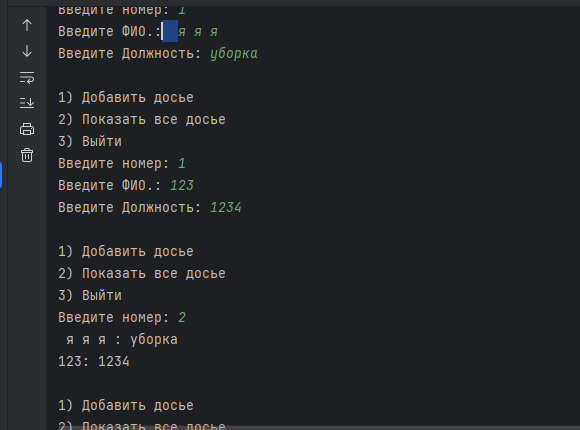 Введите номер: 1
Введите ФИО.:  я я я
Введите Должность: уборка
1) Добавить досье
2) Показать все досье
3) Выйти
Введите номер: 1
Введите ФИО.: 123
Введите Должность: 1234
1) Добавить досье
2) Показать все досье
3) Выйти
Введите номер: 2
 я я я : уборка
123: 1234
1) Добавить досье
2) Показать все досье